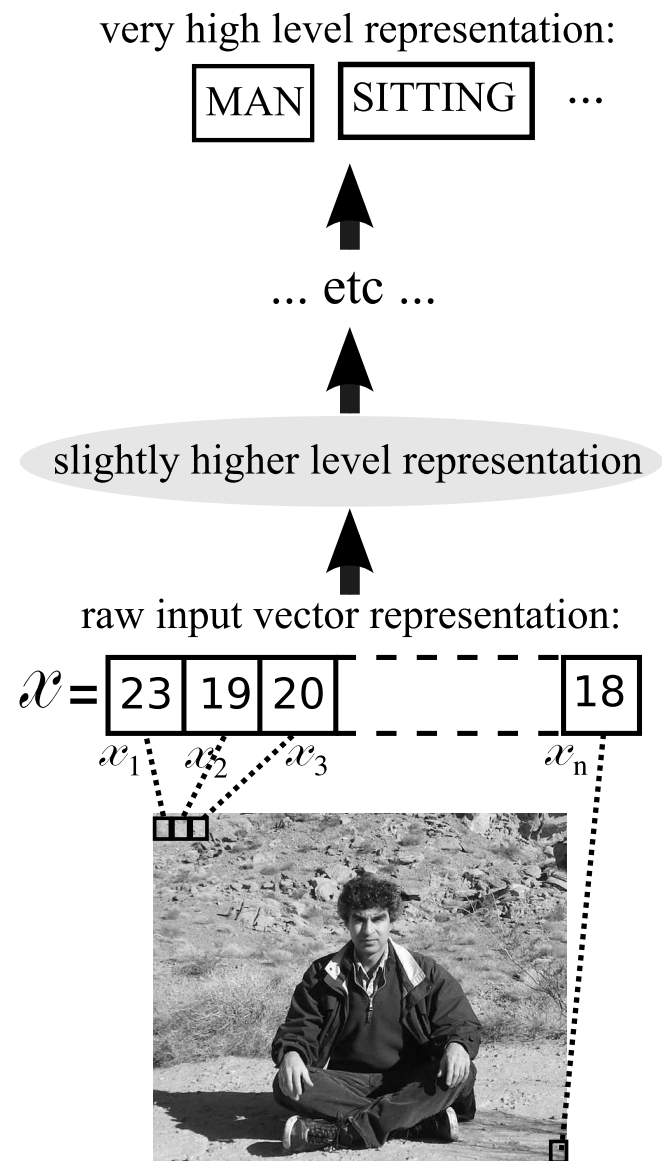 very high level representation:
MAN SITTING ...
... etc ...
slightly higher level representation
raw input vector representation:
x = 23 19 20 18
x1 x2 x3 xn